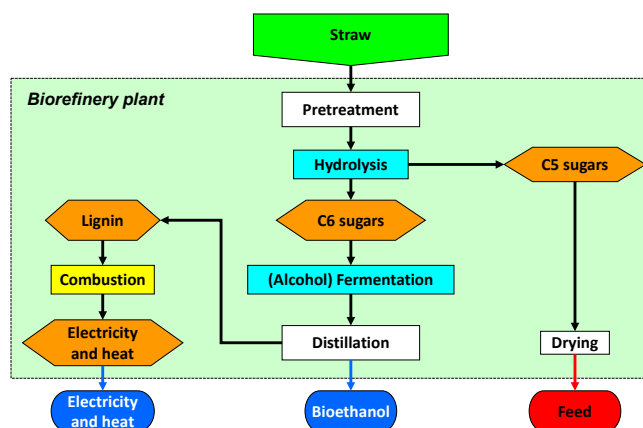 Straw
Biorefinery plant
Pretreatment
Hydrolysis
C5 sugars
Lignin
C6 sugars
Combustion
(Alcohol) Fermentation
Electricity
and heat
Distillation
Drying
Electricity
and heat
Bioethanol
Feed